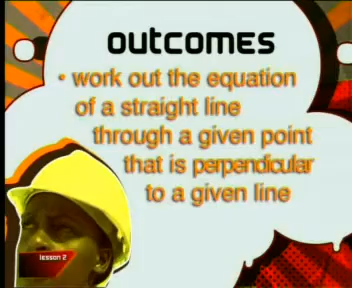 outcomes
• work out the equation
of a straight line
through a given point
that is perpendicular
to a given line
lesson 2